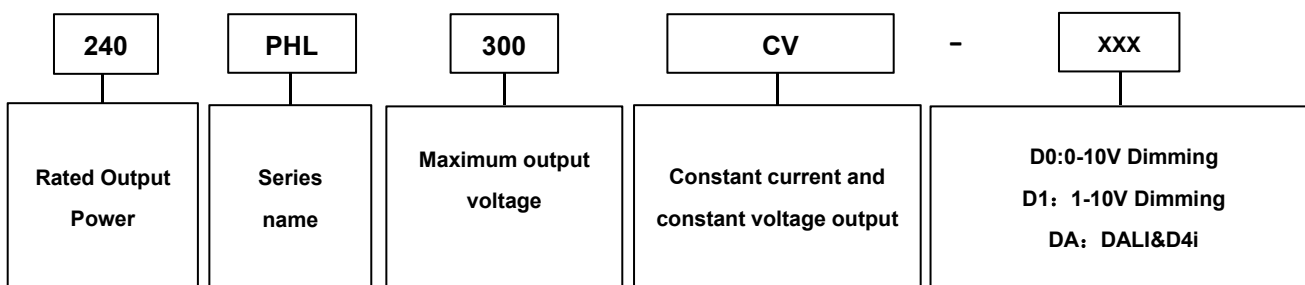 240 PHL 300 CV - XXX
Rated Output
Power
Series
name
Maximum output
voltage
Constant current and
constant voltage output
D0:0-10V Dimming
D1：1-10V Dimming
DA：DALI&D4i